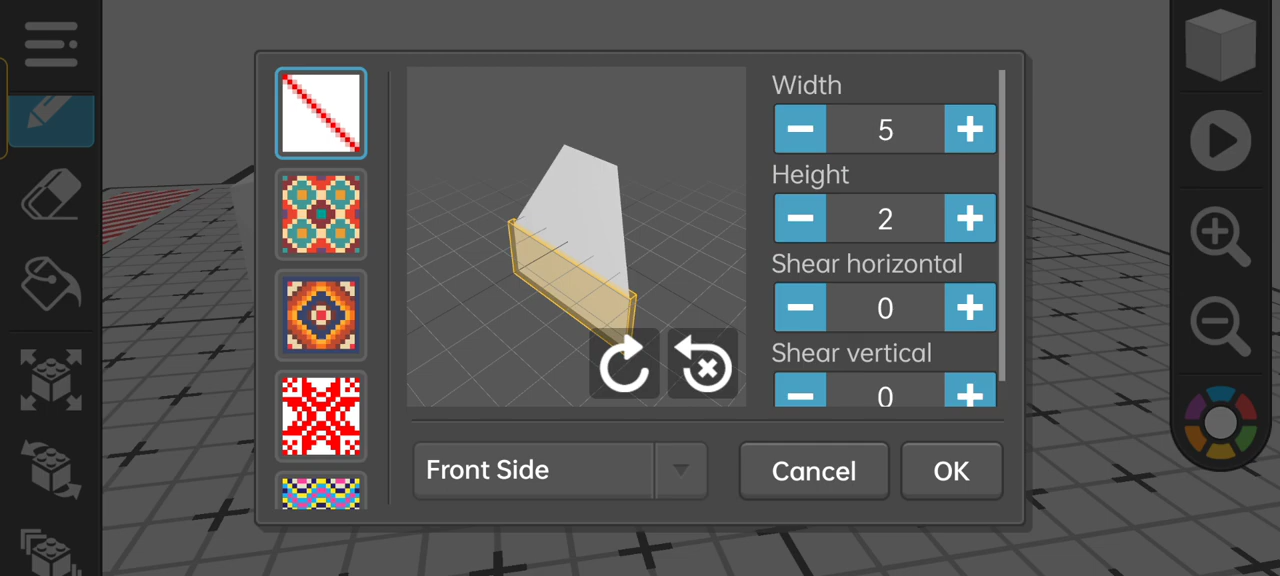 Width
5
Height
2
Shear horizontal
0
Shear vertical
0
Front Side
Cancel
OK